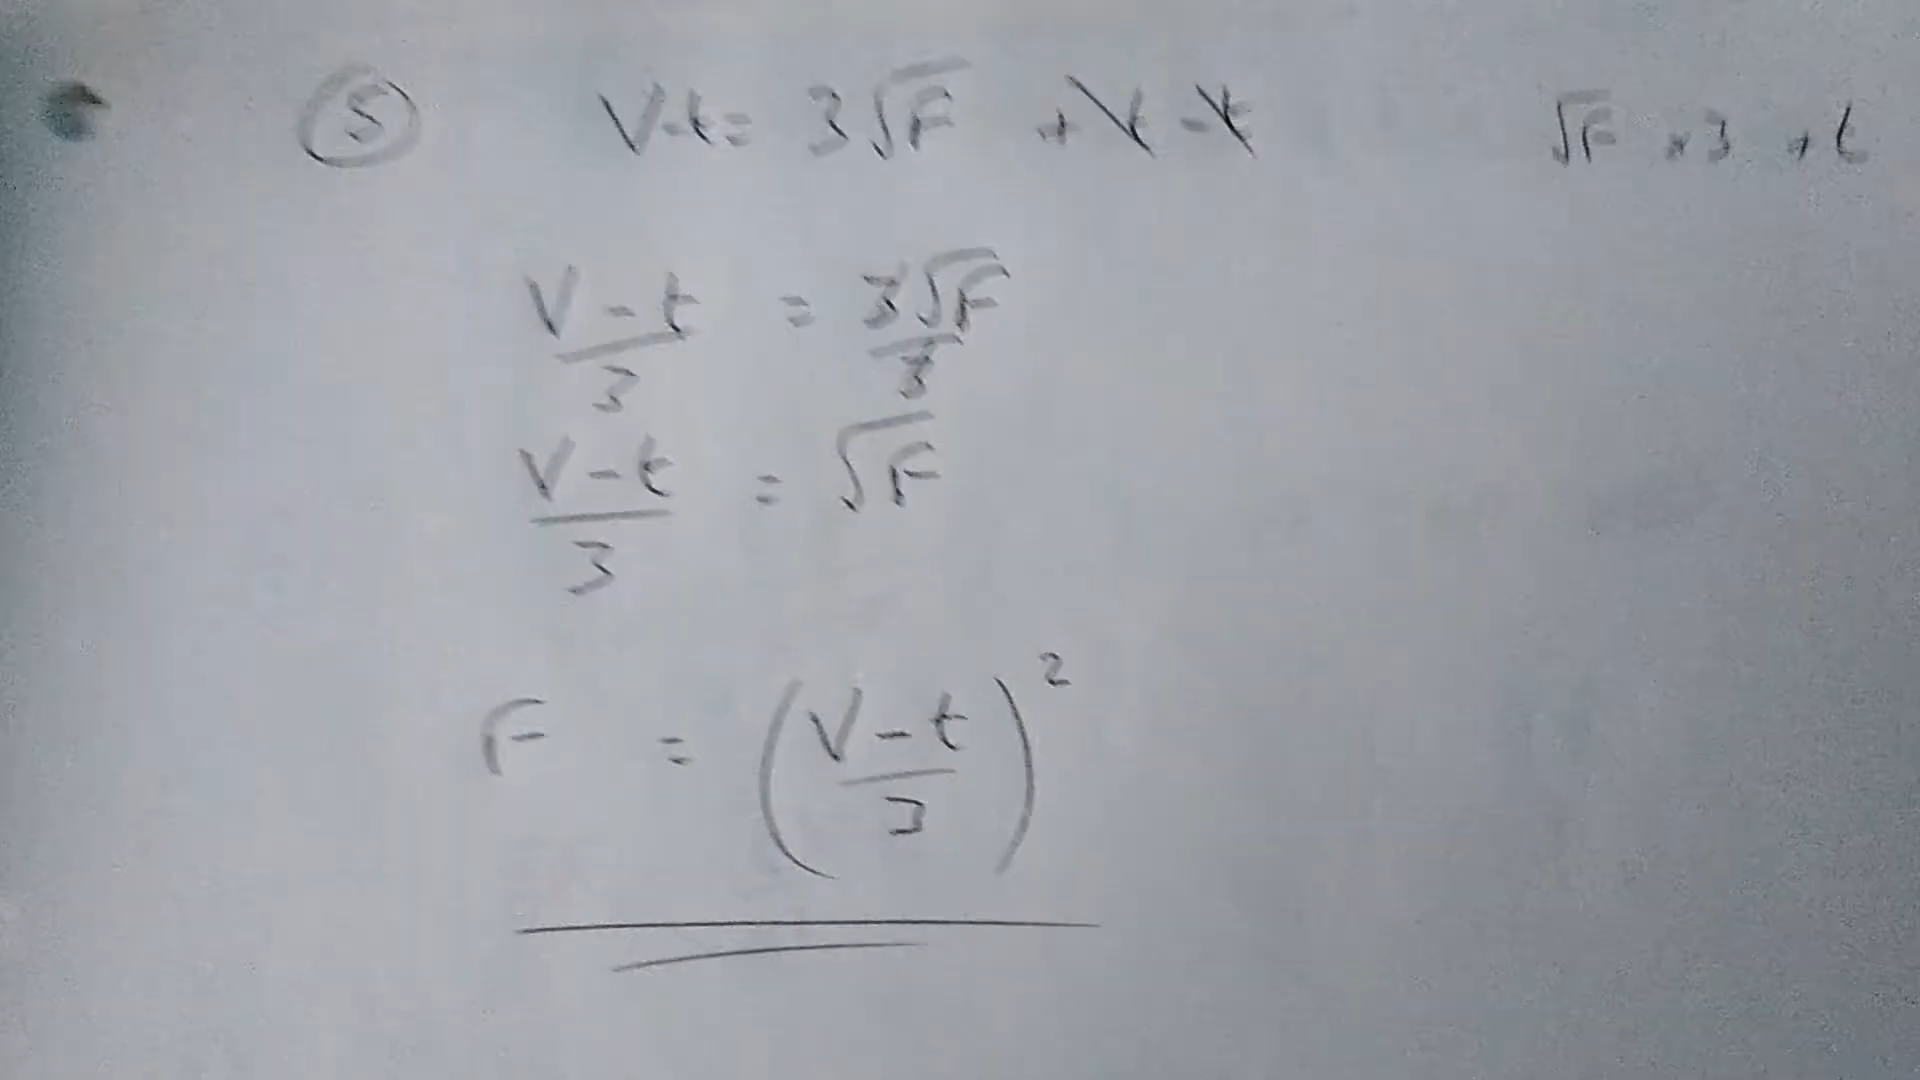 ⑤ V-t = 3√F + t - t √F ×3 +t
V-t/3 = 3√F/3
V-t/3 = √F
F = (V-t/3)²